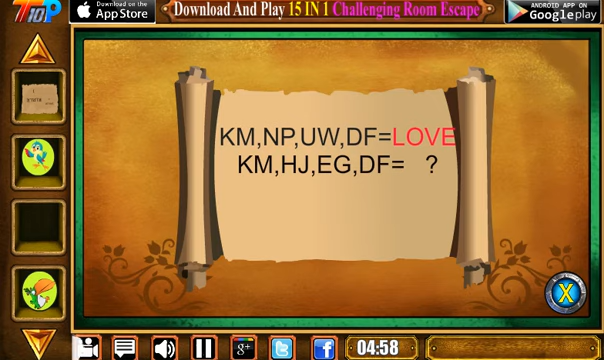 T10P
Download on the
App Store
Download And Play 15 IN 1 Challenging Room Escape
ANDROID APP ON
Google play
KM,NP,UW,DF=LOVE
KM,HJ,EG,DF= ?
X
g+
f
04:58